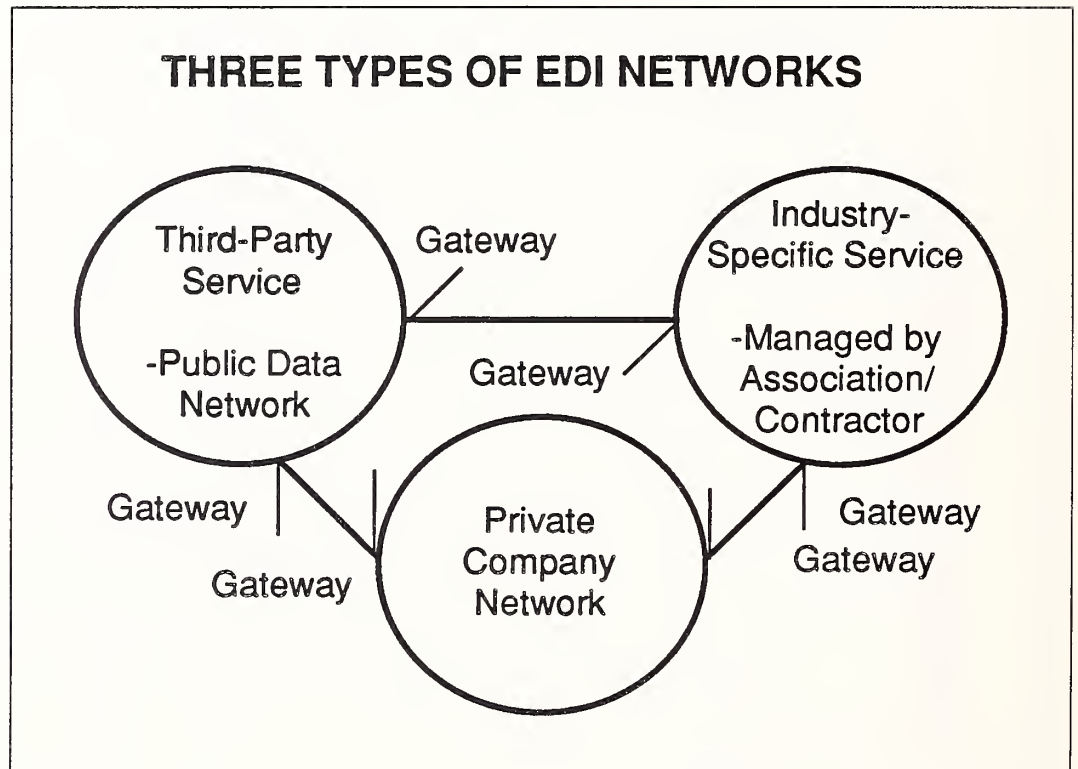 THREE TYPES OF EDI NETWORKS
Third-Party
Service
-Public Data
Network
Gateway
Gateway
Industry-
Specific Service
-Managed by
Association/
Contractor
Gateway
Gateway
Private
Company
Network
Gateway
Gateway